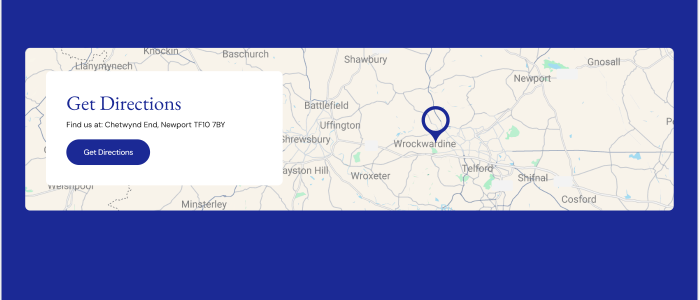 Knockin
Baschurch
Shawbury
Gnosall
Llanymynech
Newport
Get Directions
Battlefield
Find us at: Chetwynd End, Newport TF10 7BY
Uffington
Shrewsbury
Wrockwardine
Get Directions
ayston Hill
Wroxeter
Telford
Shifnal
Welshpool
Minsterley
Cosford